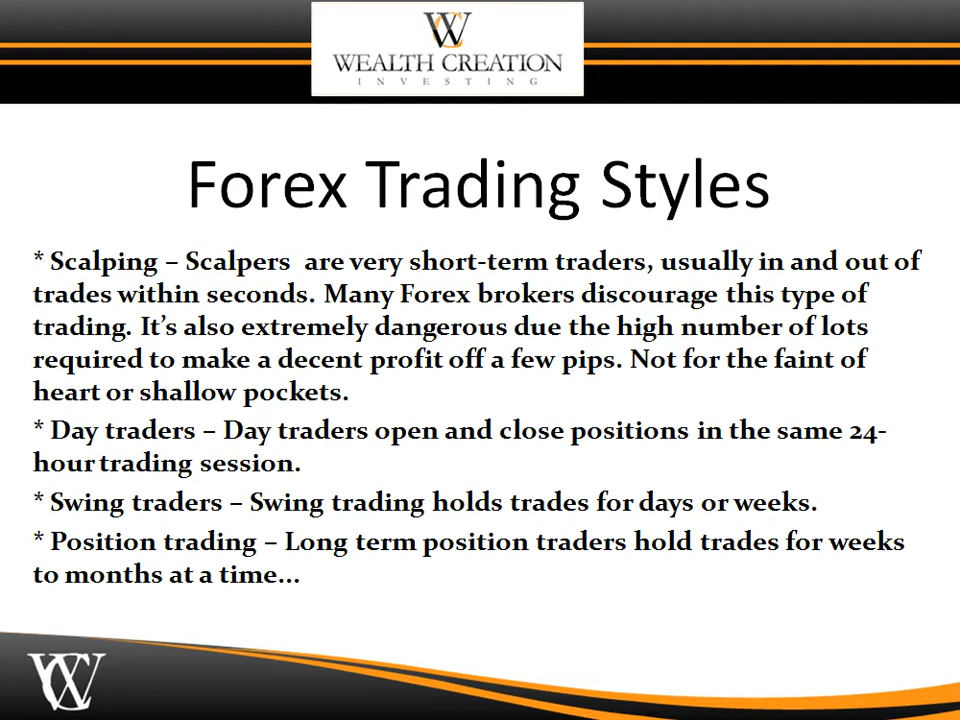 WC
WEALTH CREATION
INVESTING
Forex Trading Styles
* Scalping – Scalpers are very short-term traders, usually in and out of
trades within seconds. Many Forex brokers discourage this type of
trading. It's also extremely dangerous due the high number of lots
required to make a decent profit off a few pips. Not for the faint of
heart or shallow pockets.
* Day traders – Day traders open and close positions in the same 24-
hour trading session.
* Swing traders – Swing trading holds trades for days or weeks.
* Position trading – Long term position traders hold trades for weeks
to months at a time...
WC